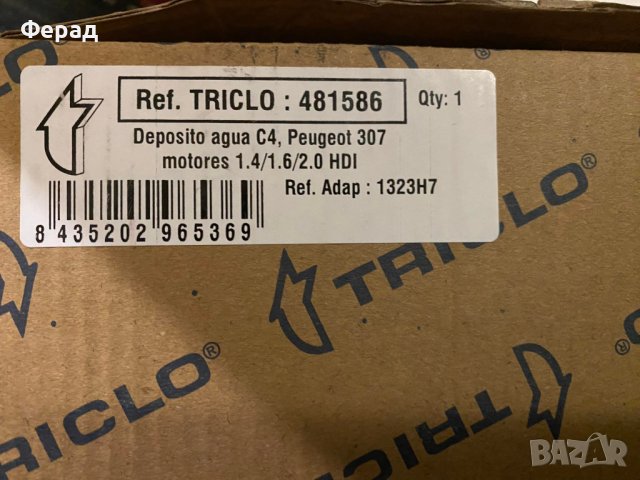 Ферад
Ref. TRICLO : 481586
Qty: 1
Deposito agua C4, Peugeot 307
motores 1.4/1.6/2.0 HDI
Ref. Adap : 1323H7
8 435202 965369
TRICLO®
TRICLO®
TRICLO
BAZAR